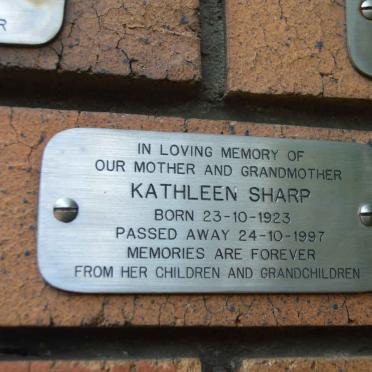 R
IN LOVING MEMORY OF
OUR MOTHER AND GRANDMOTHER
KATHLEEN SHARP
BORN 23-10-1923
PASSED AWAY 24-10-1997
MEMORIES ARE FOREVER
FROM HER CHILDREN AND GRANDCHILDREN